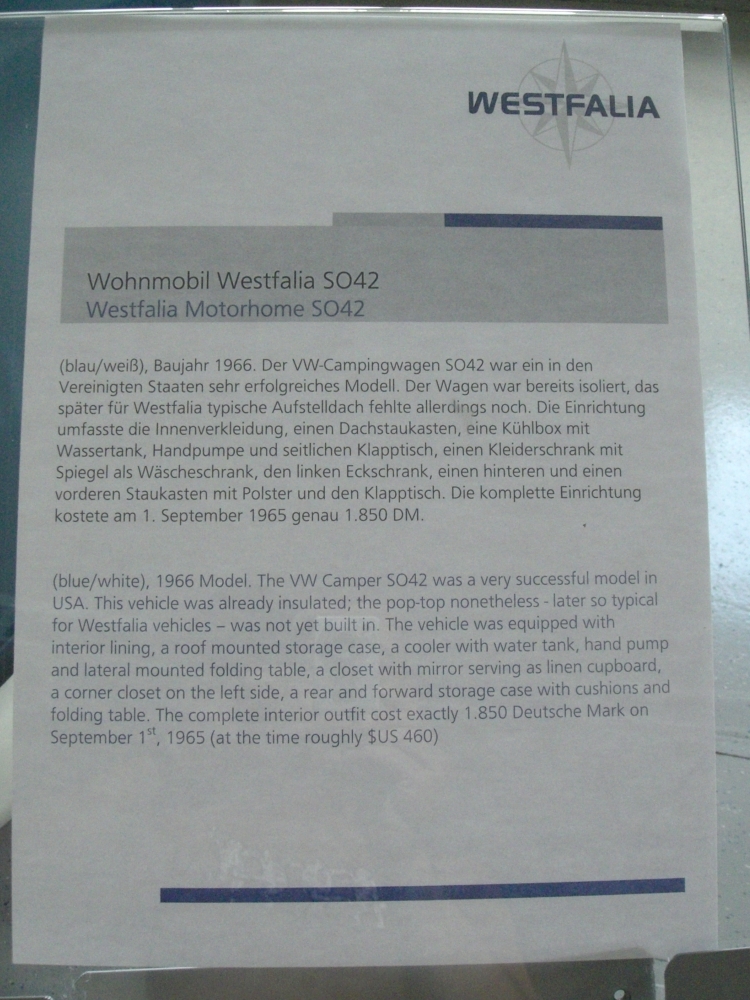 WESTFALIA
Wohnmobil Westfalia SO42
Westfalia Motorhome SO42
(blau/weiß), Baujahr 1966. Der VW-Campingwagen SO42 war ein in den
Vereinigten Staaten sehr erfolgreiches Modell. Der Wagen war bereits isoliert, das
später für Westfalia typische Aufstelldach fehlte allerdings noch. Die Einrichtung
umfasste die Innenverkleidung, einen Dachstaukasten, eine Kühlbox mit
Wassertank, Handpumpe und seitlichen Klapptisch, einen Kleiderschrank mit
Spiegel als Wäscheschrank, den linken Eckschrank, einen hinteren und einen
vorderen Staukasten mit Polster und den Klapptisch. Die komplette Einrichtung
kostete am 1. September 1965 genau 1.850 DM.
(blue/white), 1966 Model. The VW Camper SO42 was a very successful model in
USA. This vehicle was already insulated; the pop-top nonetheless - later so typical
for Westfalia vehicles – was not yet built in. The vehicle was equipped with
interior lining, a roof mounted storage case, a cooler with water tank, hand pump
and lateral mounted folding table, a closet with mirror serving as linen cupboard,
a corner closet on the left side, a rear and forward storage case with cushions and
folding table. The complete interior outfit cost exactly 1.850 Deutsche Mark on
September 1st, 1965 (at the time roughly $US 460)